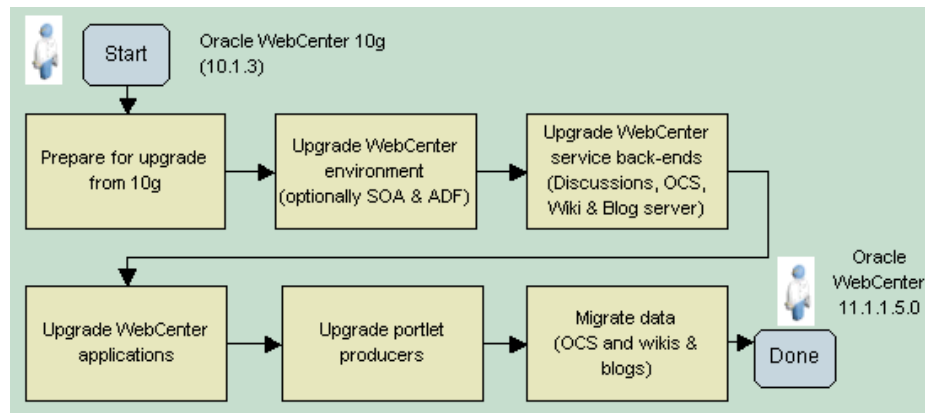 Start
Oracle WebCenter 10g
(10.1.3)
Prepare for upgrade
from 10g
Upgrade WebCenter
environment
(optionally SOA & ADF)
Upgrade WebCenter
service back-ends
(Discussions, OCS,
Wiki & Blog server)
Oracle
WebCenter
11.1.1.5.0
Upgrade WebCenter
applications
Upgrade portlet
producers
Migrate data
(OCS and wikis &
blogs)
Done